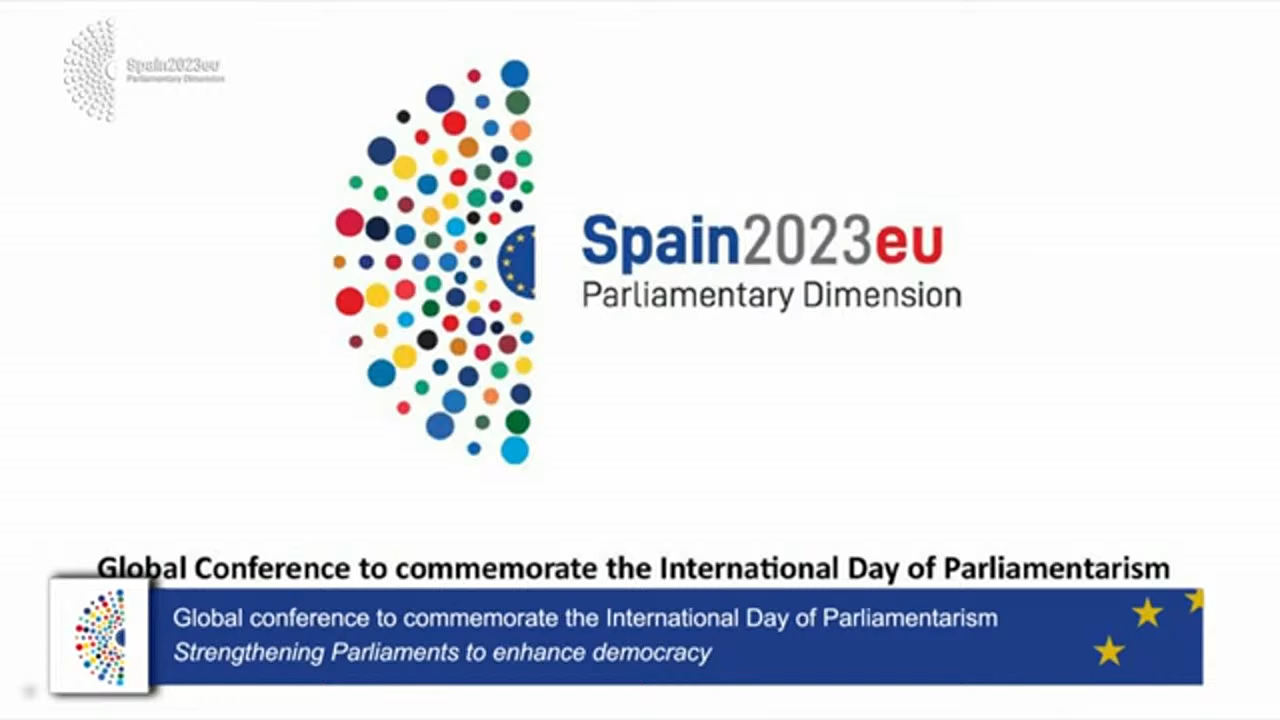 Spain2023eu
Parliamentary Dimension
Spain2023eu
Parliamentary Dimension
Global Conference to commemorate the International Day of Parliamentarism
Global conference to commemorate the International Day of Parliamentarism
Strengthening Parliaments to enhance democracy